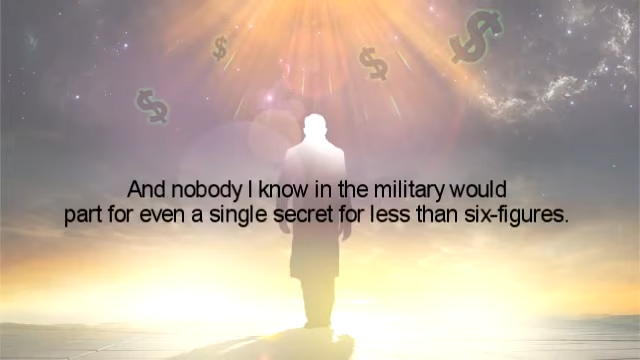 And nobody I know in the military would
part for even a single secret for less than six-figures.